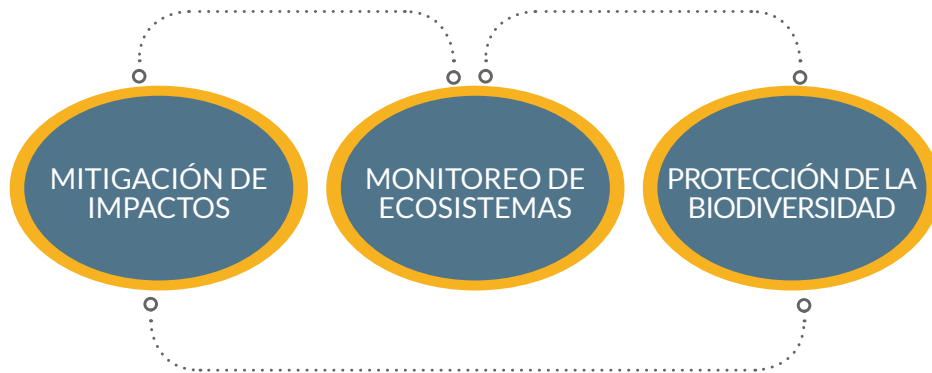 MITIGACIÓN DE
IMPACTOS
MONITOREO DE
ECOSISTEMAS
PROTECCIÓN DE LA
BIODIVERSIDAD